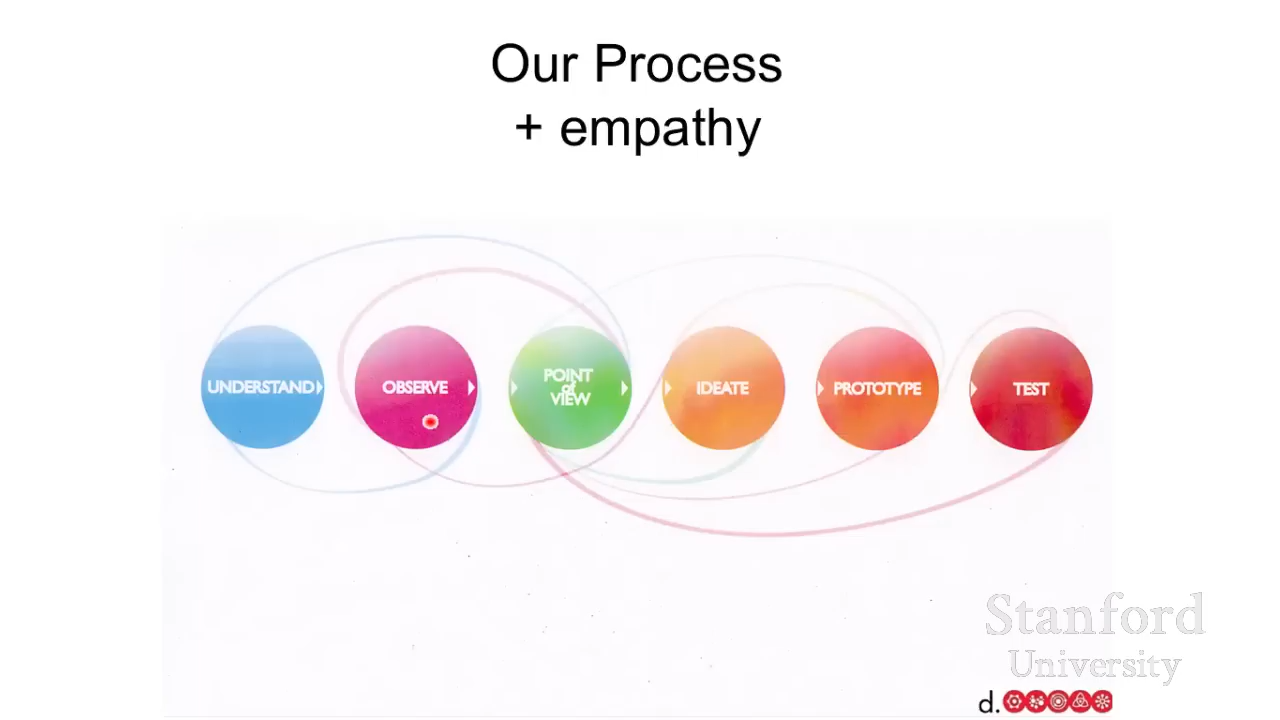 Our Process
+ empathy
UNDERSTAND
OBSERVE
POINT
of
VIEW
IDEATE
PROTOTYPE
TEST
Stanford
University
d.